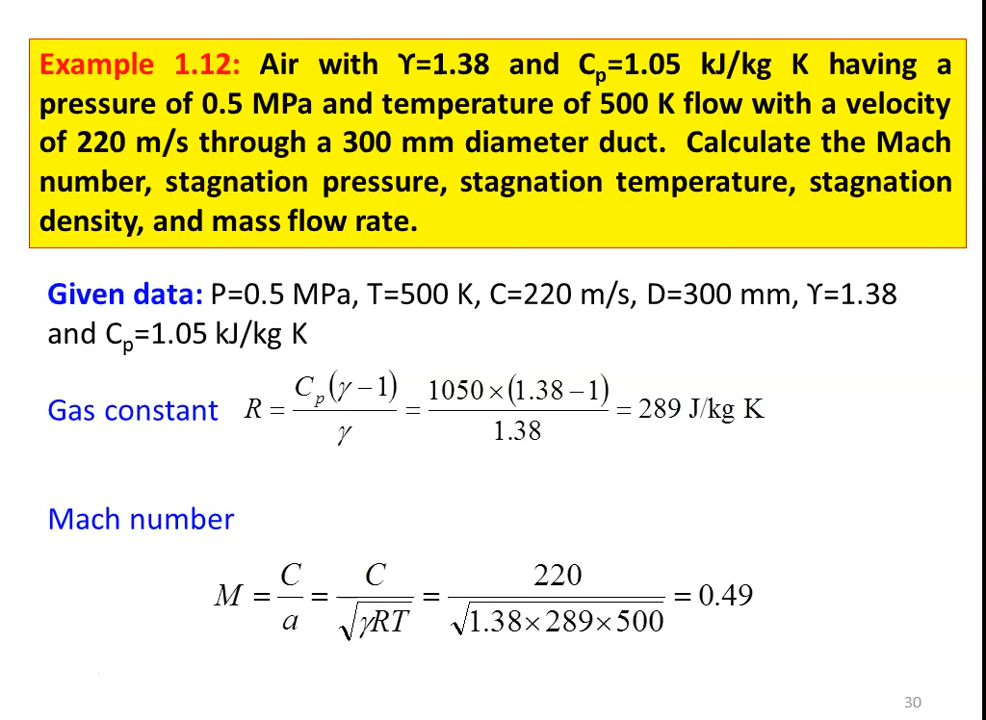 Example 1.12: Air with ϒ=1.38 and Cp=1.05 kJ/kg K having a
pressure of 0.5 MPa and temperature of 500 K flow with a velocity
of 220 m/s through a 300 mm diameter duct. Calculate the Mach
number, stagnation pressure, stagnation temperature, stagnation
density, and mass flow rate.
Given data: P=0.5 MPa, T=500 K, C=220 m/s, D=300 mm, ϒ=1.38
and Cp=1.05 kJ/kg K
Gas constant R = Cp(γ − 1)/γ = 1050 × (1.38 − 1)/1.38 = 289 J/kg K
Mach number
M = C/a = C/√γRT = 220/√1.38×289×500 = 0.49
30